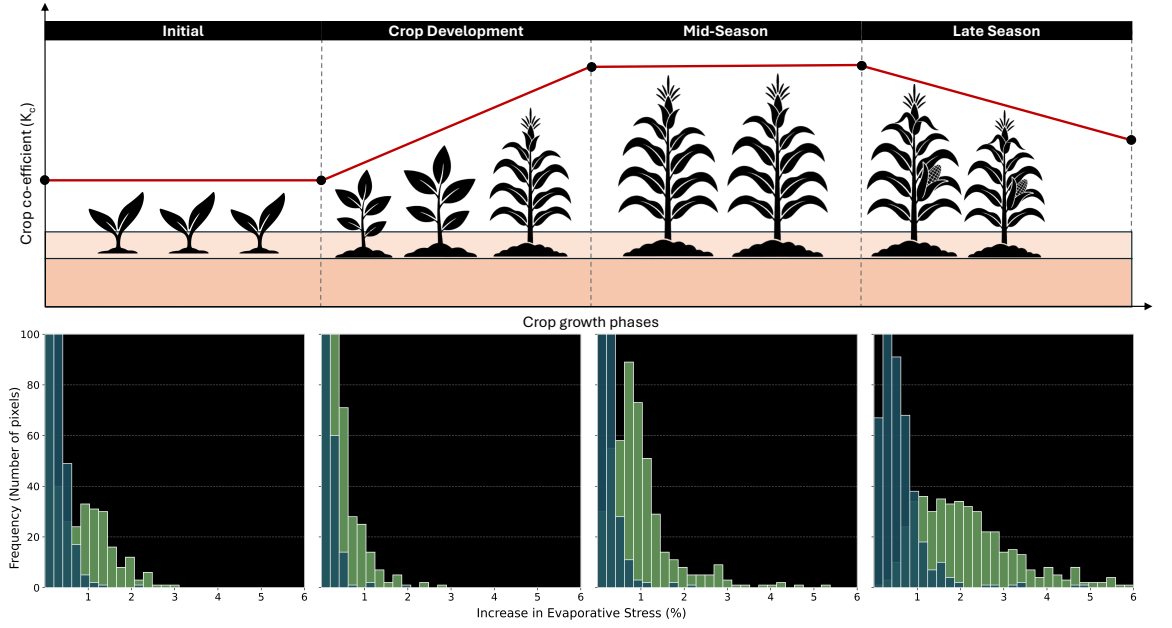 Initial
Crop Development
Mid-Season
Late Season
Crop co-efficient (Kc)
Crop growth phases
Frequency (Number of pixels)
100
80
60
40
20
0
1 2 3 4 5 6
1 2 3 4 5 6
1 2 3 4 5 6
1 2 3 4 5 6
Increase in Evaporative Stress (%)